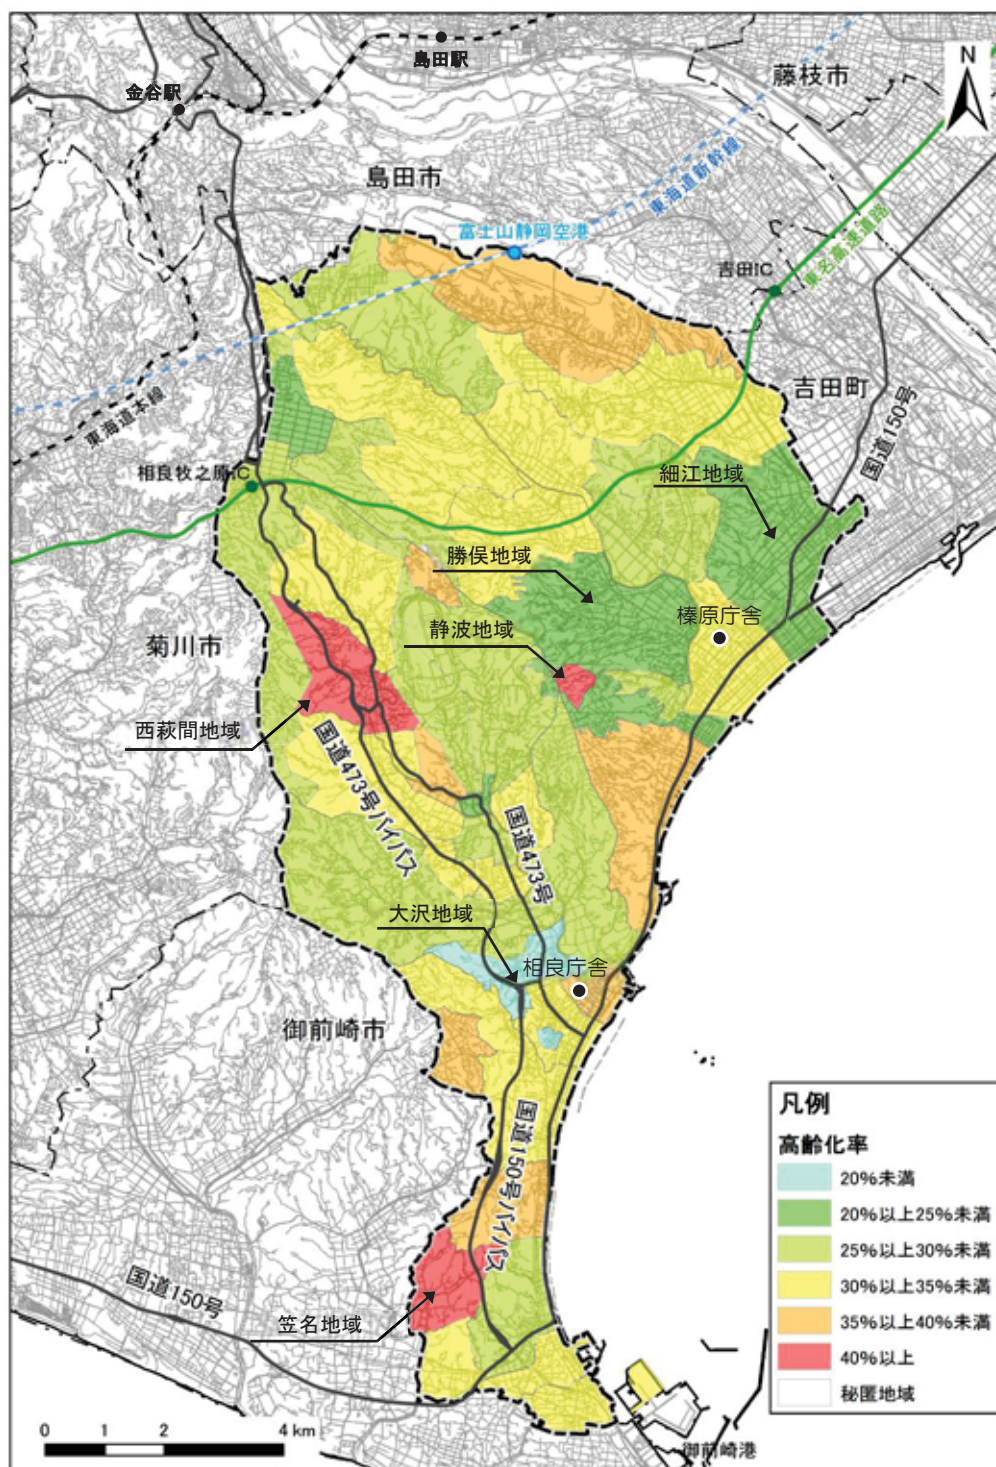 島田駅
藤枝市
N
金谷駅
島田市
東海道新幹線
富士山静岡空港
吉田IC
東名高速道路
吉田町
国道150号
東海道本線
相良牧之原IC
細江地域
勝俣地域
榛原庁舎
静波地域
菊川市
西萩間地域
国道473号バイパス
国道473号
大沢地域
相良庁舎
御前崎市
国道150号バイパス
国道150号
笠名地域
御前崎港
0 1 2 4 km
凡例
高齢化率
20%未満
20%以上25%未満
25%以上30%未満
30%以上35%未満
35%以上40%未満
40%以上
秘匿地域